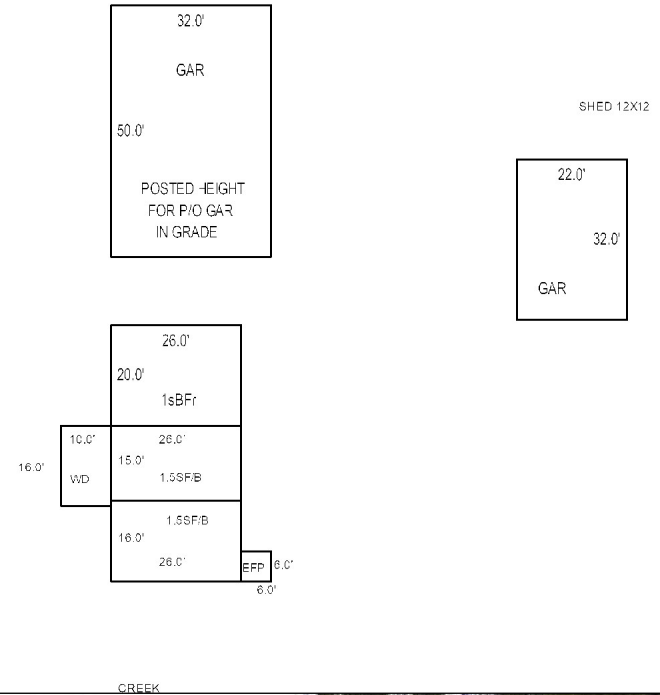 32.0'
GAR
50.0'
POSTED HEIGHT
FOR P/O GAR
IN GRADE
SHED 12X12
22.0'
32.0'
GAR
26.0'
20.0'
1sBFr
10.0'
26.0'
16.0'
15.0'
WD
1.5SF/B
1.5SF/B
16.0'
26.0'
EFP
6.0'
6.0'
CREEK